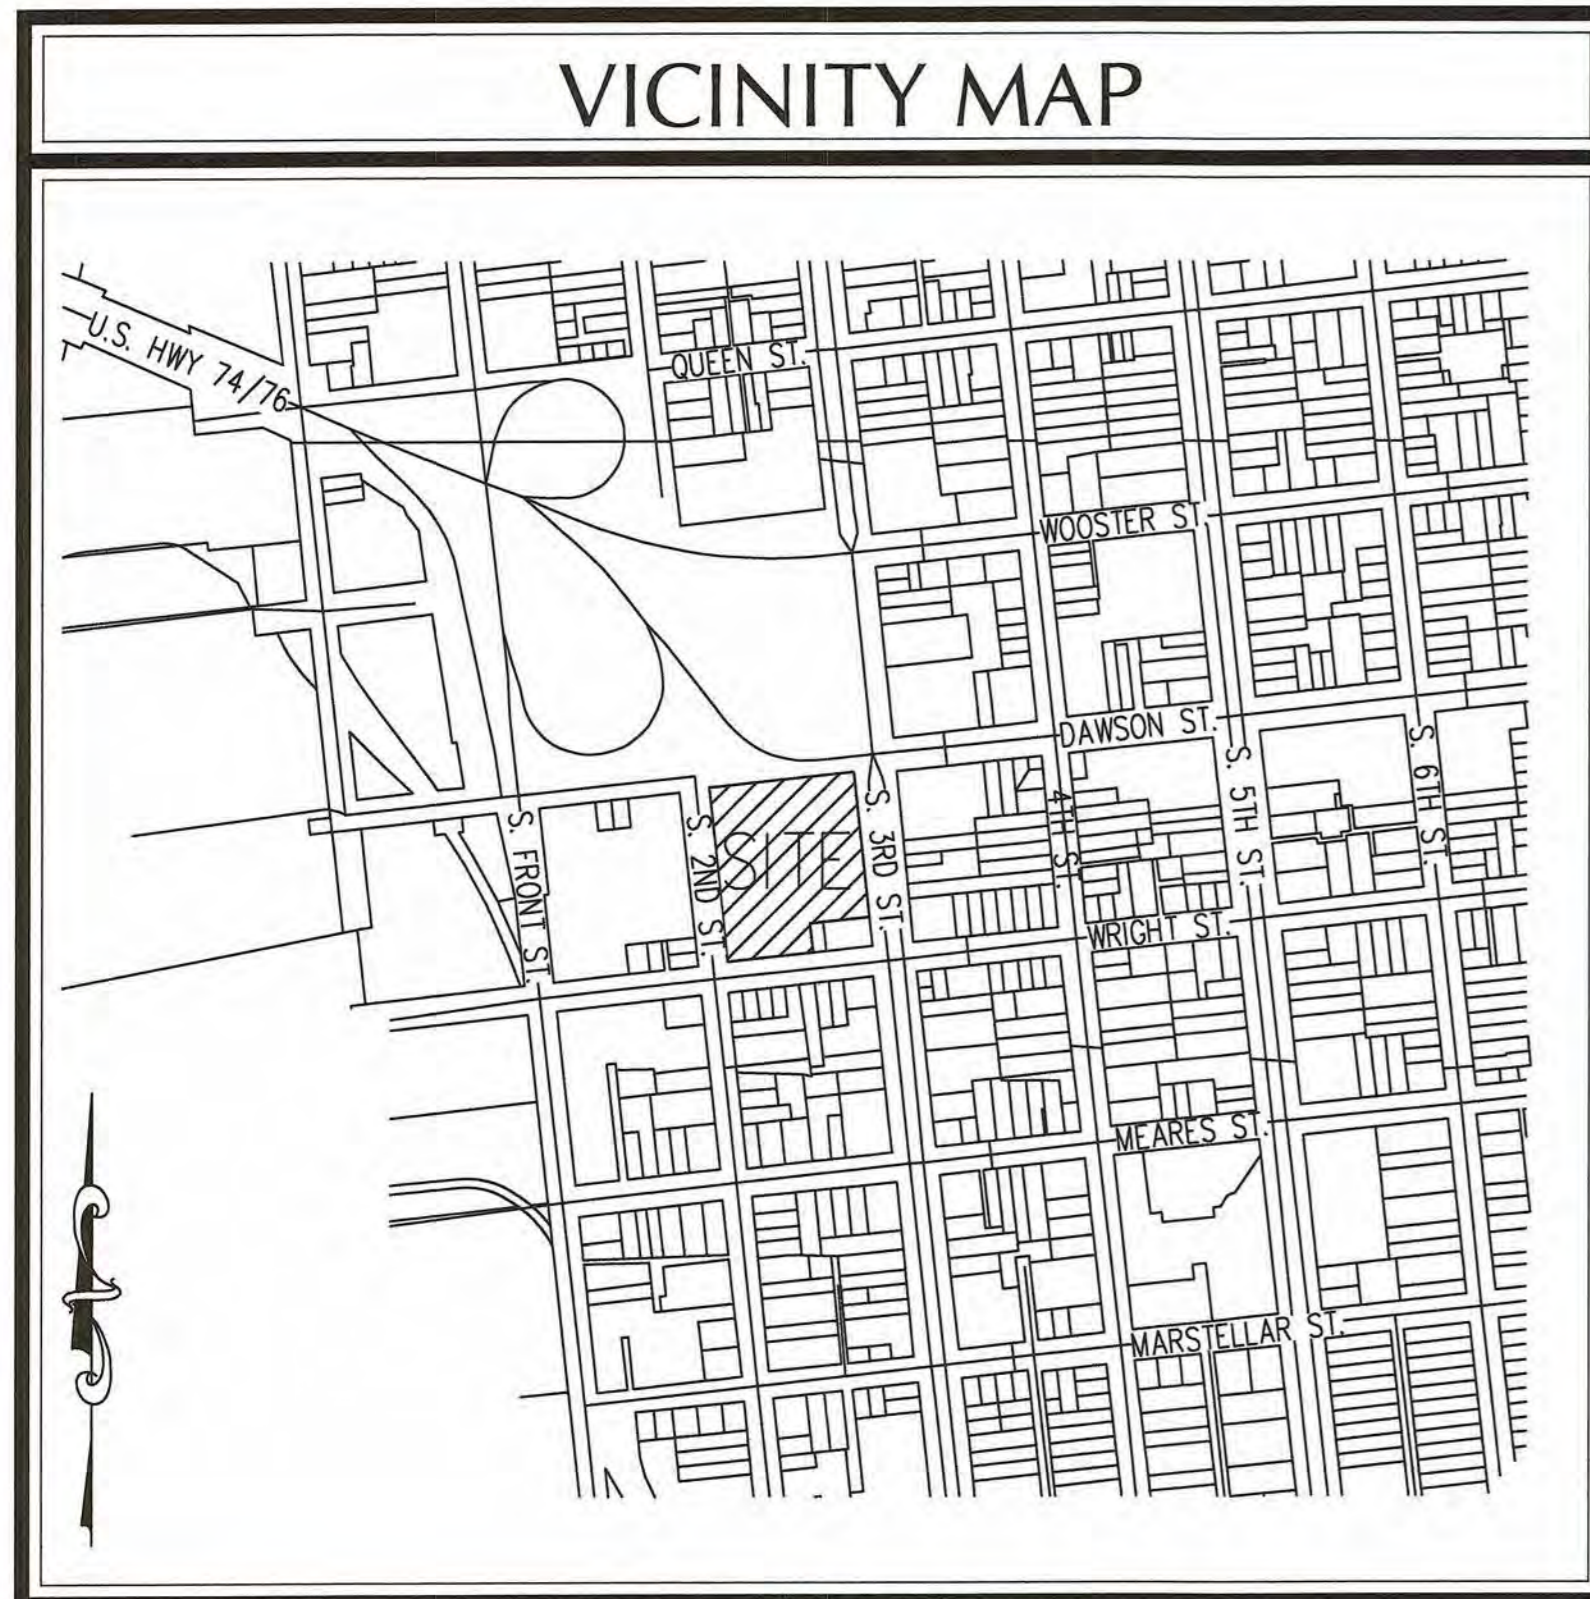 VICINITY MAP
U.S. HWY 74/76
QUEEN ST.
WOOSTER ST.
DAWSON ST.
S. FRONT ST.
S. 2ND ST.
SITE
S. 3RD ST.
4TH S.
S. 5TH ST.
S. 6TH ST.
WRIGHT ST.
MEARES ST.
MARSTELLAR ST.